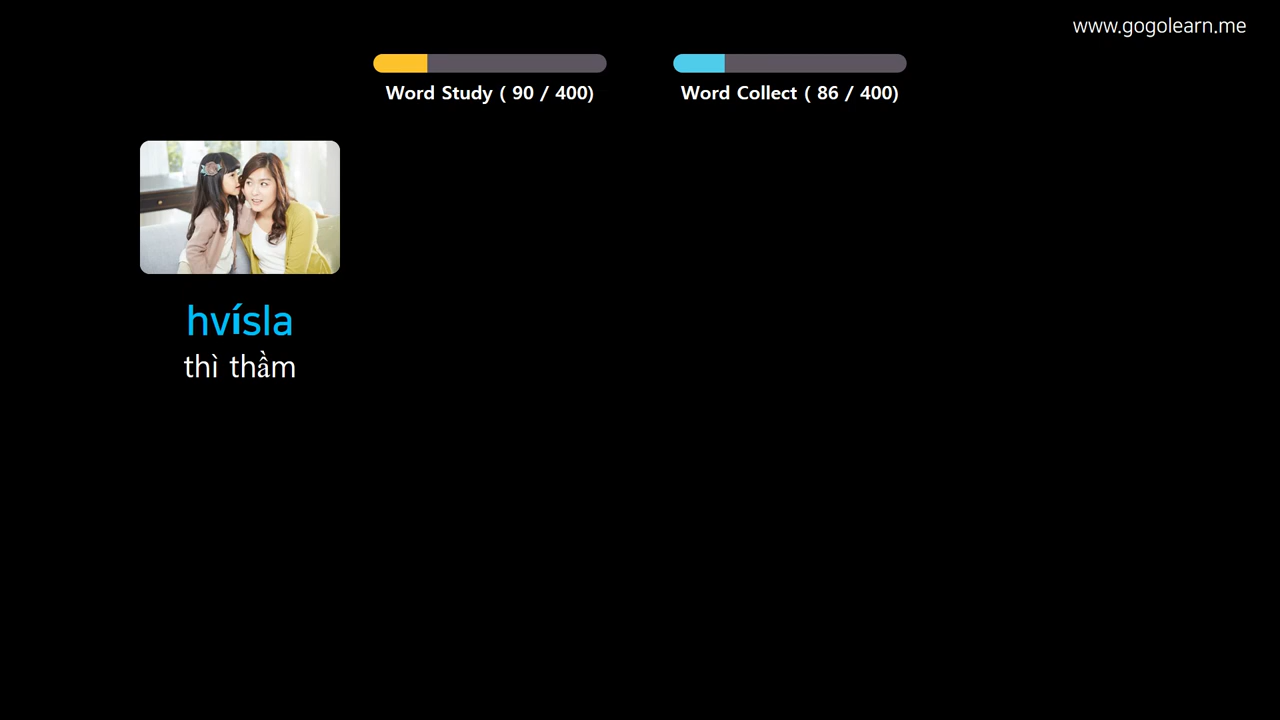 www.gogolearn.me
Word Study ( 90 / 400)
Word Collect ( 86 / 400)
hvísla
thì thầm